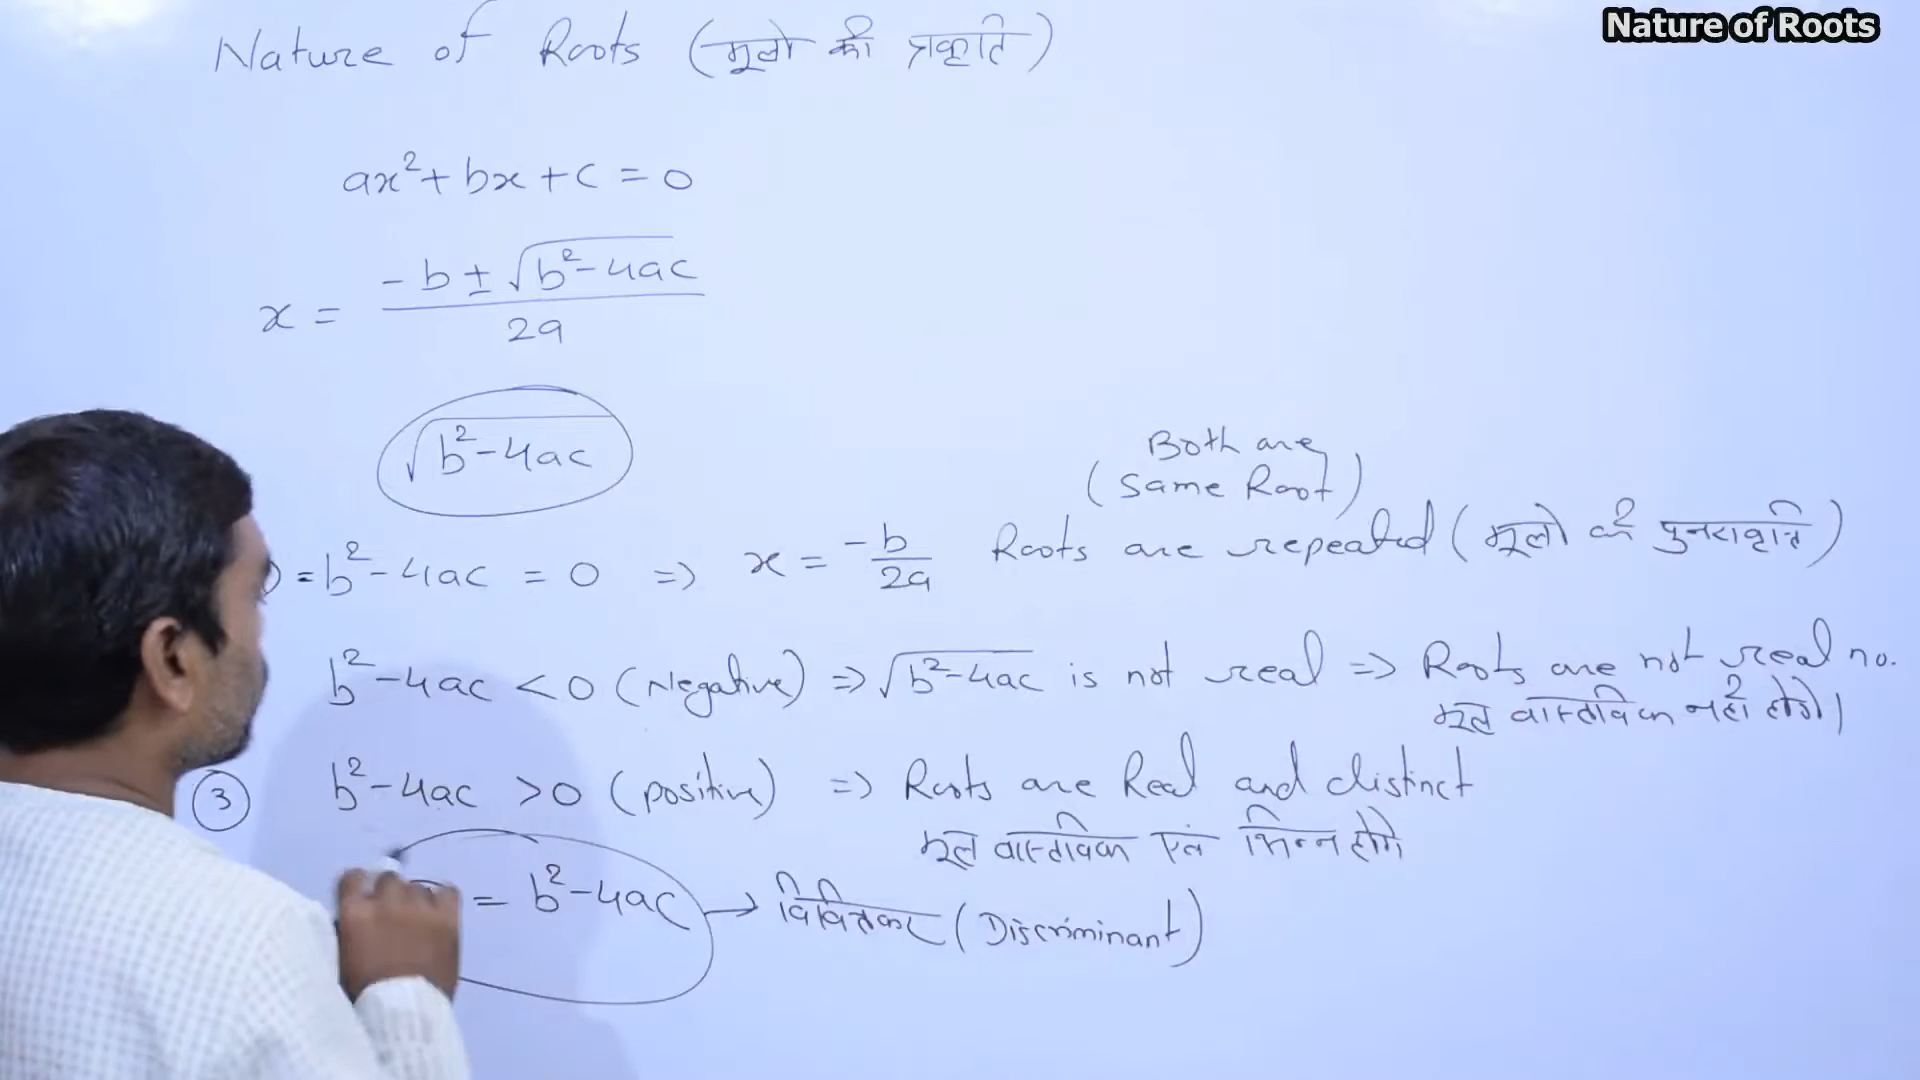 Nature of Roots
Nature of Roots (मूलो की प्रकृति)
ax²+ bx + c = 0
x = -b ± √b²-4ac / 2a
√b²-4ac
Both are
(Same Root)
= b²-4ac = 0 => x = -b/2a Roots are repeated (मूलो की पुनरावृति)
b²-4ac < 0 (Negative) => √b²-4ac is not real => Roots are not real no.
मूल वास्तविक नहीं होंगे।
3 b²-4ac > 0 (positive) => Roots are Real and distinct
मूल वास्तविक एवं भिन्न होंगे
= b²-4ac → विवित्तकर (Discriminant)